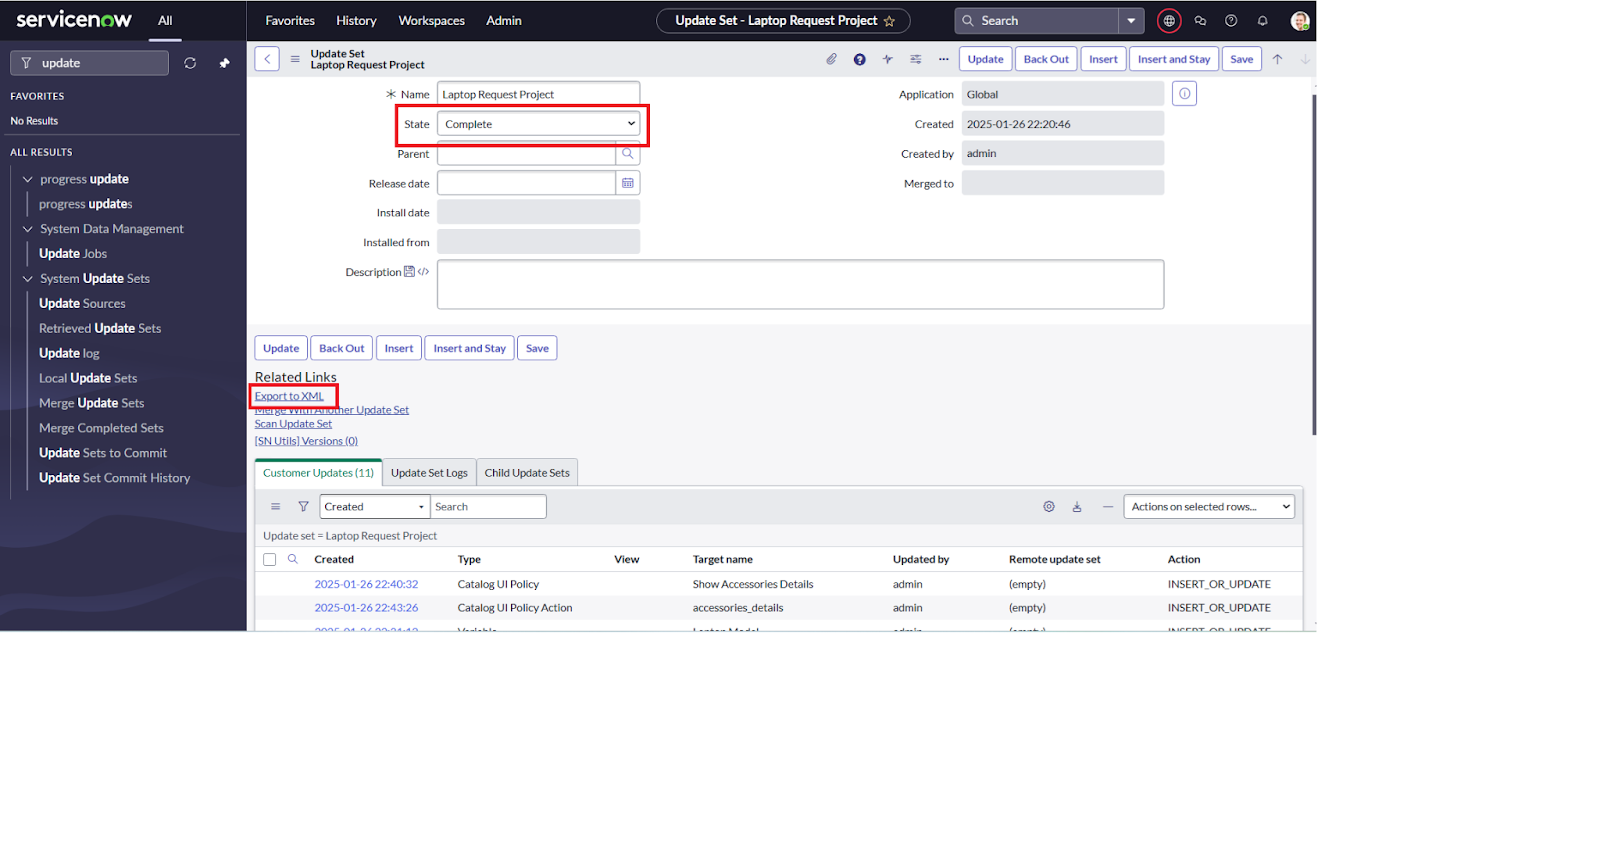 servicenow
All
Favorites
History
Workspaces
Admin
Update Set - Laptop Request Project
Search
update
FAVORITES
No Results
ALL RESULTS
progress update
progress updates
System Data Management
Update Jobs
System Update Sets
Update Sources
Retrieved Update Sets
Update log
Local Update Sets
Merge Update Sets
Merge Completed Sets
Update Sets to Commit
Update Set Commit History
Update Set
Laptop Request Project
Update
Back Out
Insert
Insert and Stay
Save
Name
Laptop Request Project
State
Complete
Parent
Release date
Install date
Installed from
Description
Application
Global
Created
2025-01-26 22:20:46
Created by
admin
Merged to
Update
Back Out
Insert
Insert and Stay
Save
Related Links
Export to XML
Merge With Another Update Set
Scan Update Set
[SN Utils] Versions (0)
Customer Updates (11)
Update Set Logs
Child Update Sets
Created
Search
Actions on selected rows...
Update set = Laptop Request Project
Created Type View Target name Updated by Remote update set Action
2025-01-26 22:40:32 Catalog UI Policy Show Accessories Details admin (empty) INSERT_OR_UPDATE
2025-01-26 22:43:26 Catalog UI Policy Action accessories_details admin (empty) INSERT_OR_UPDATE
Variable Laptop Model admin (empty) INSERT_OR_UPDATE